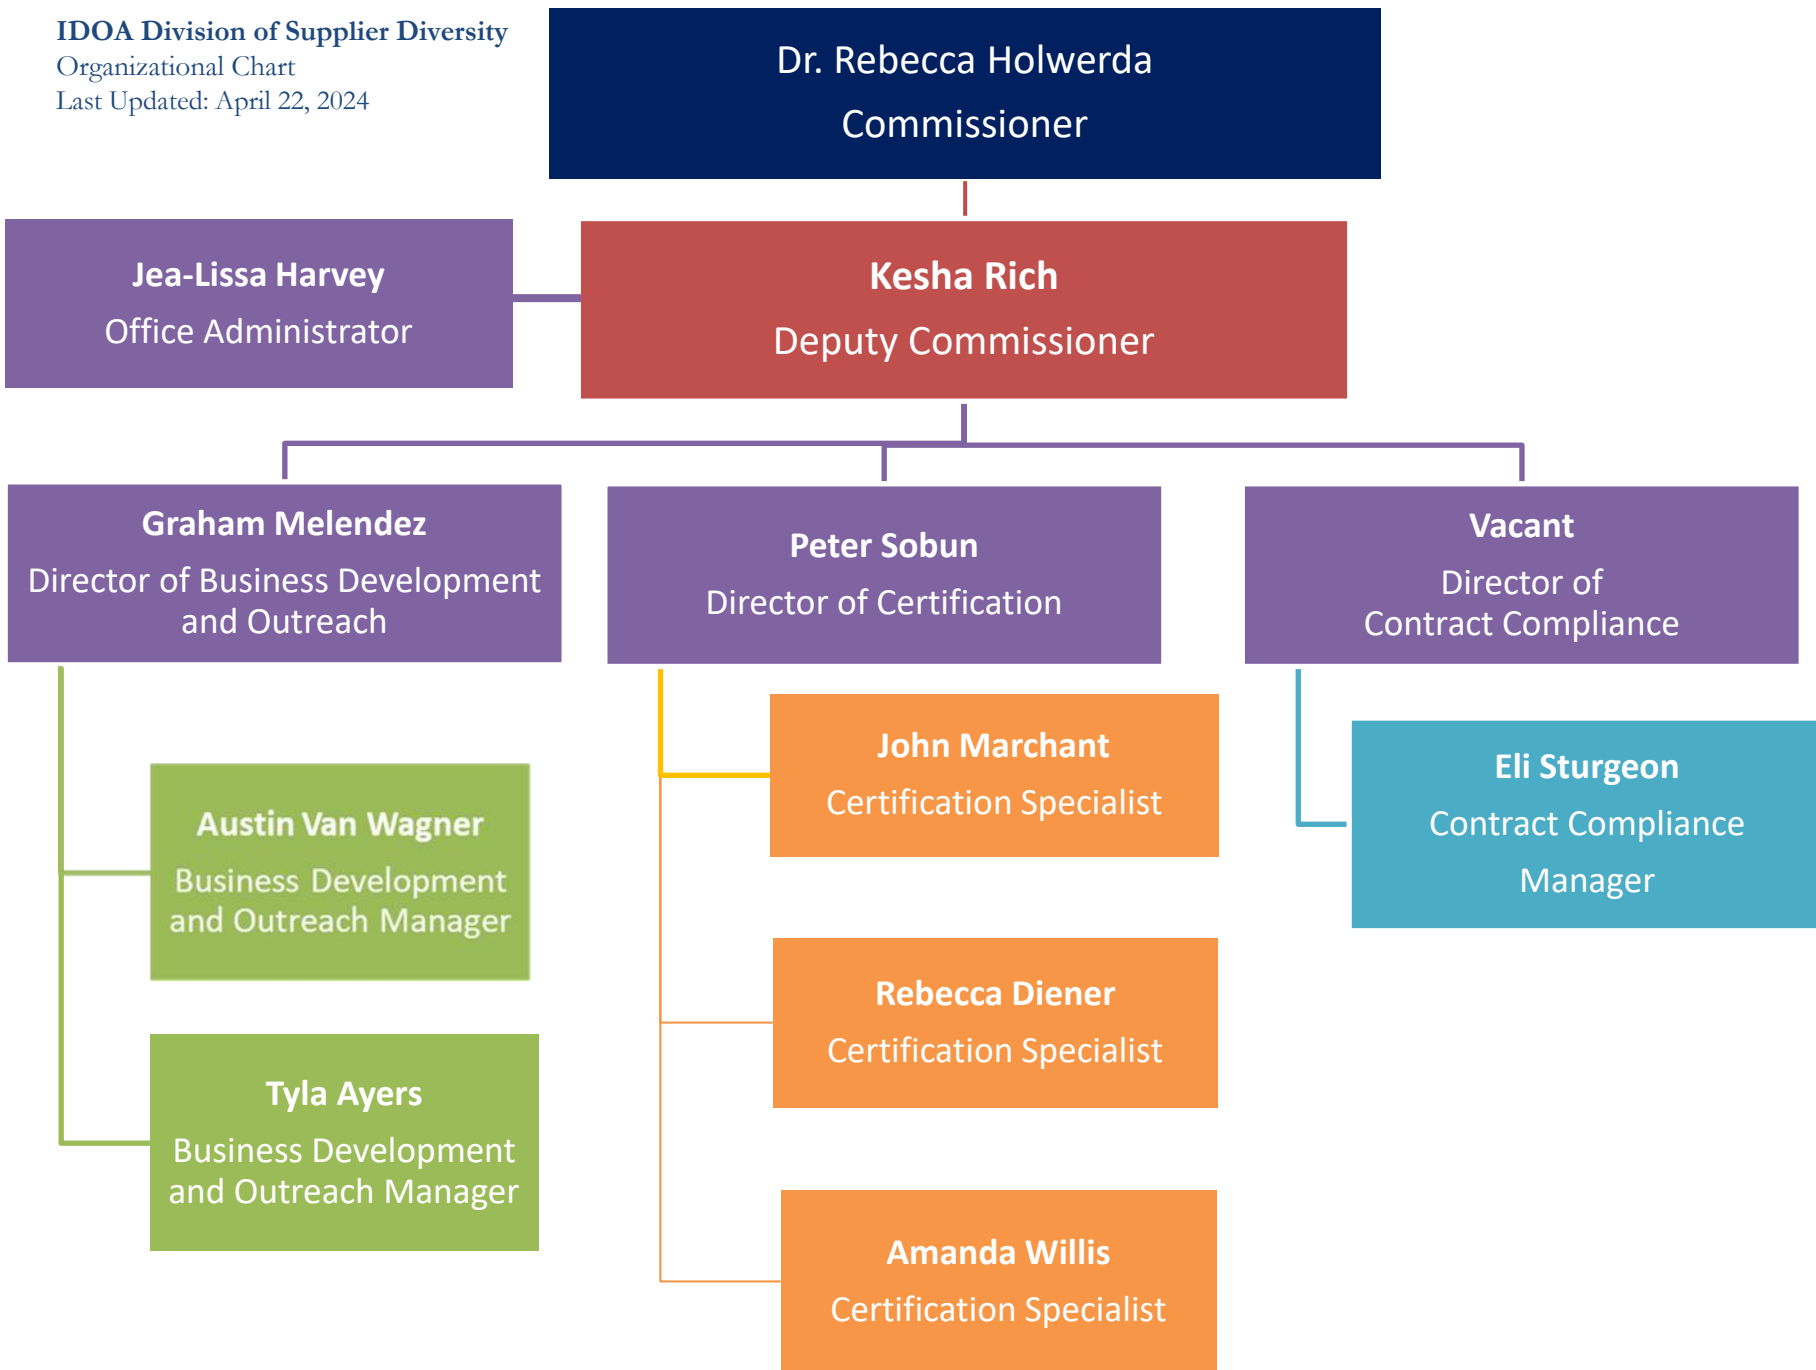 IDOA Division of Supplier Diversity
Organizational Chart
Last Updated: April 22, 2024
Dr. Rebecca Holwerda
Commissioner
Jea-Lissa Harvey
Office Administrator
Kesha Rich
Deputy Commissioner
Graham Melendez
Director of Business Development
and Outreach
Peter Sobun
Director of Certification
Vacant
Director of
Contract Compliance
Austin Van Wagner
Business Development
and Outreach Manager
Tyla Ayers
Business Development
and Outreach Manager
John Marchant
Certification Specialist
Rebecca Diener
Certification Specialist
Amanda Willis
Certification Specialist
Eli Sturgeon
Contract Compliance
Manager